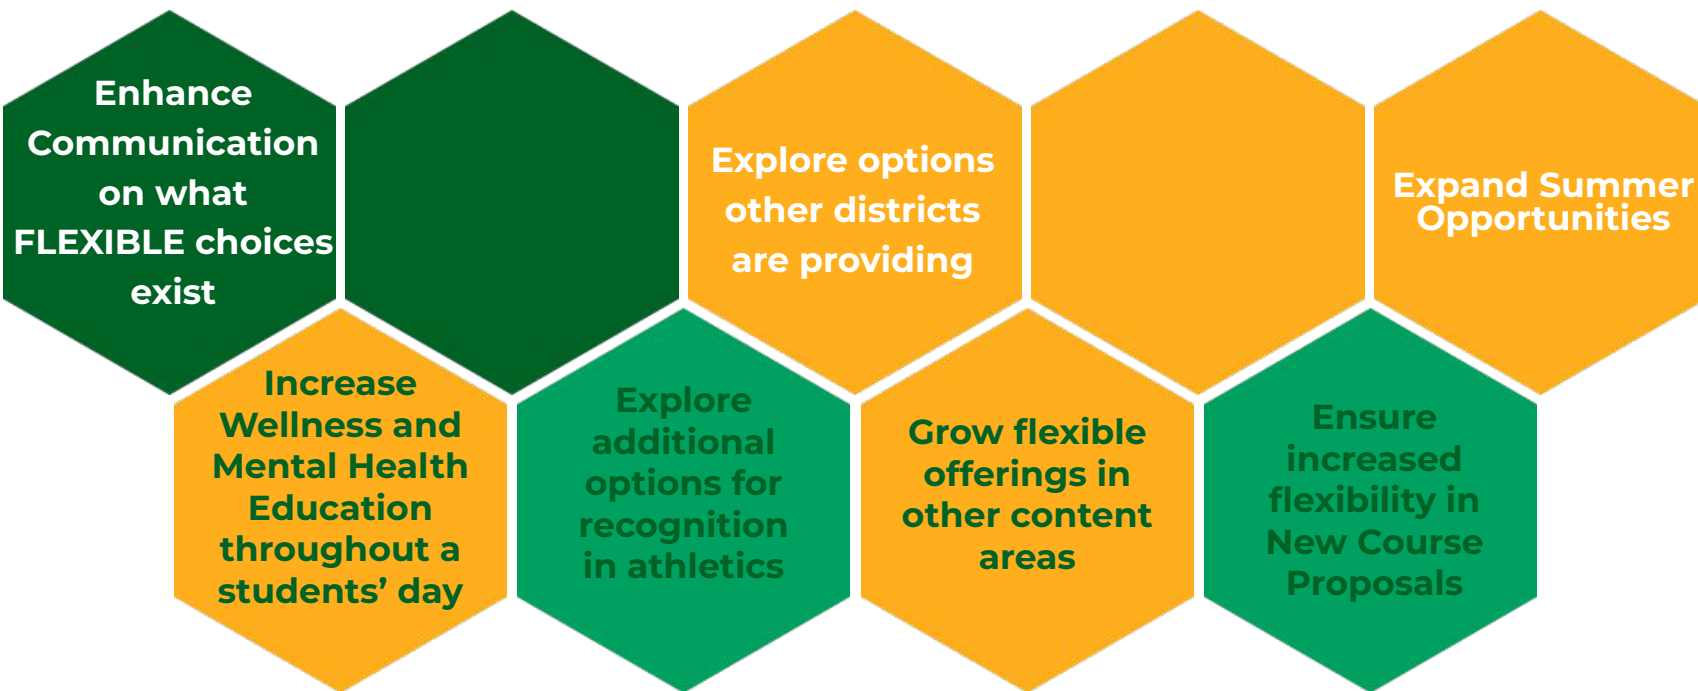 Enhance
Communication
on what
FLEXIBLE choices
exist
Explore options
other districts
are providing
Expand Summer
Opportunities
Increase
Wellness and
Mental Health
Education
throughout a
students’ day
Explore
additional
options for
recognition
in athletics
Grow flexible
offerings in
other content
areas
Ensure
increased
flexibility in
New Course
Proposals